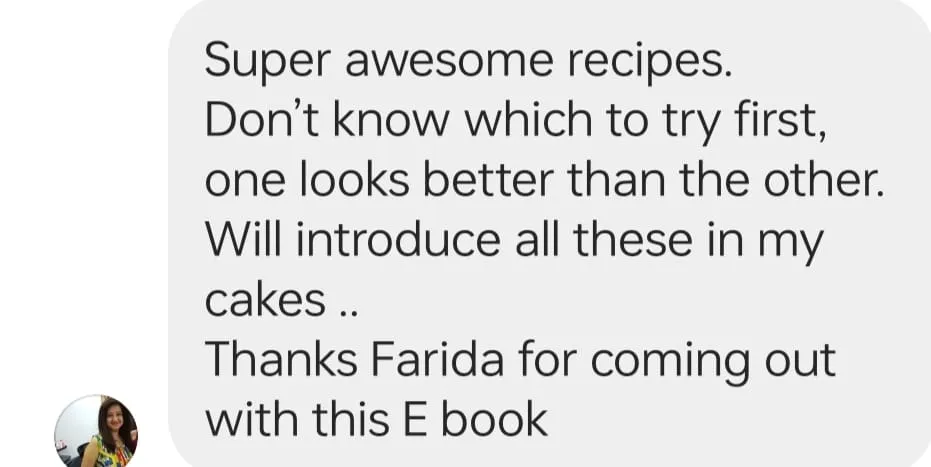 Super awesome recipes.
Don’t know which to try first,
one looks better than the other.
Will introduce all these in my
cakes ..
Thanks Farida for coming out
with this E book